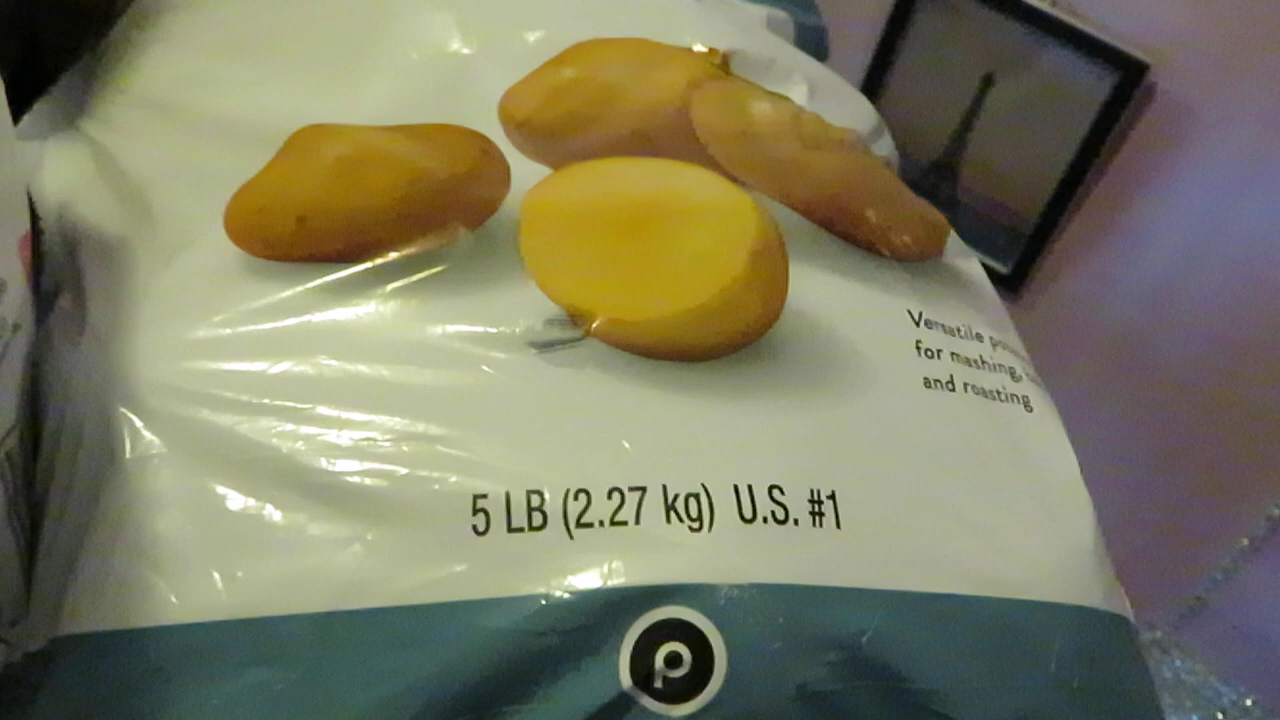 Versatile
for mashing,
and roasting
5 LB (2.27 kg) U.S. #1
P